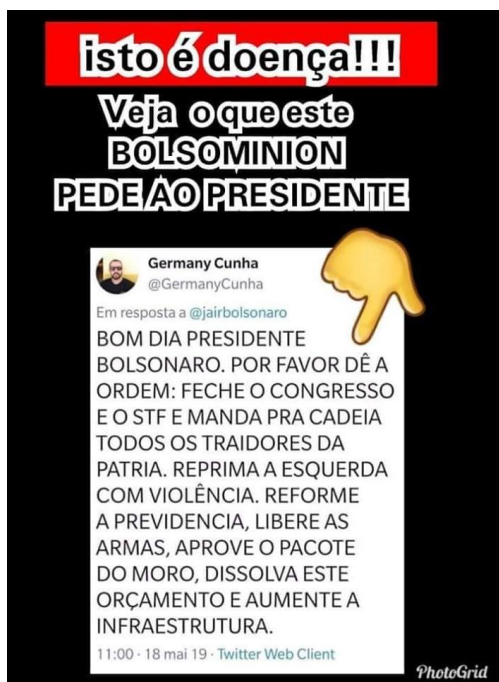 isto é doença!!!
Veja o que este
BOLSOMINION
PEDE AO PRESIDENTE
Germany Cunha
@GermanyCunha
Em resposta a @jairbolsonaro
BOM DIA PRESIDENTE
BOLSONARO. POR FAVOR DÊ A
ORDEM: FECHE O CONGRESSO
E O STF E MANDA PRA CADEIA
TODOS OS TRAIDORES DA
PATRIA. REPRIMA A ESQUERDA
COM VIOLÊNCIA. REFORME
A PREVIDENCIA, LIBERE AS
ARMAS, APROVE O PACOTE
DO MORO, DISSOLVA ESTE
ORÇAMENTO E AUMENTE A
INFRAESTRUTURA.
11:00 · 18 mai 19 · Twitter Web Client
PhotoGrid